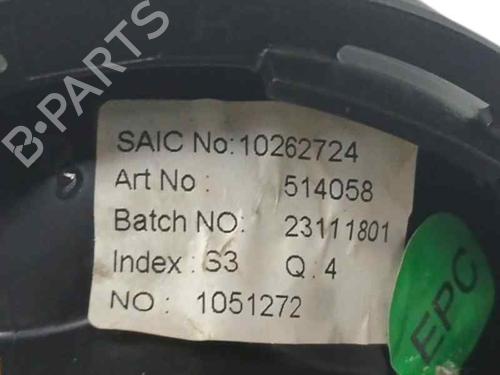 B-PARTS
SAIC No:10262724
Art No : 514058
Batch NO: 23111801
Index : S3 Q : 4
NO : 1051272
EPC